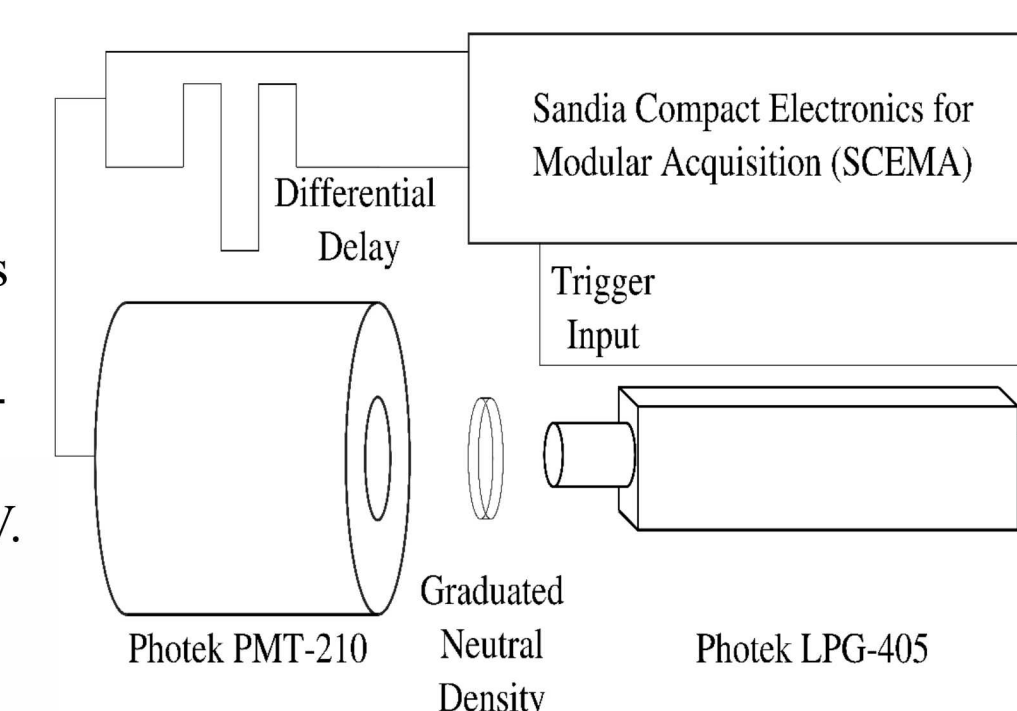 Sandia Compact Electronics for
Modular Acquisition (SCEMA)
Differential
Delay
s
Trigger
Input
-
V.
Graduated
Neutral
Density
Photek PMT-210
Photek LPG-405